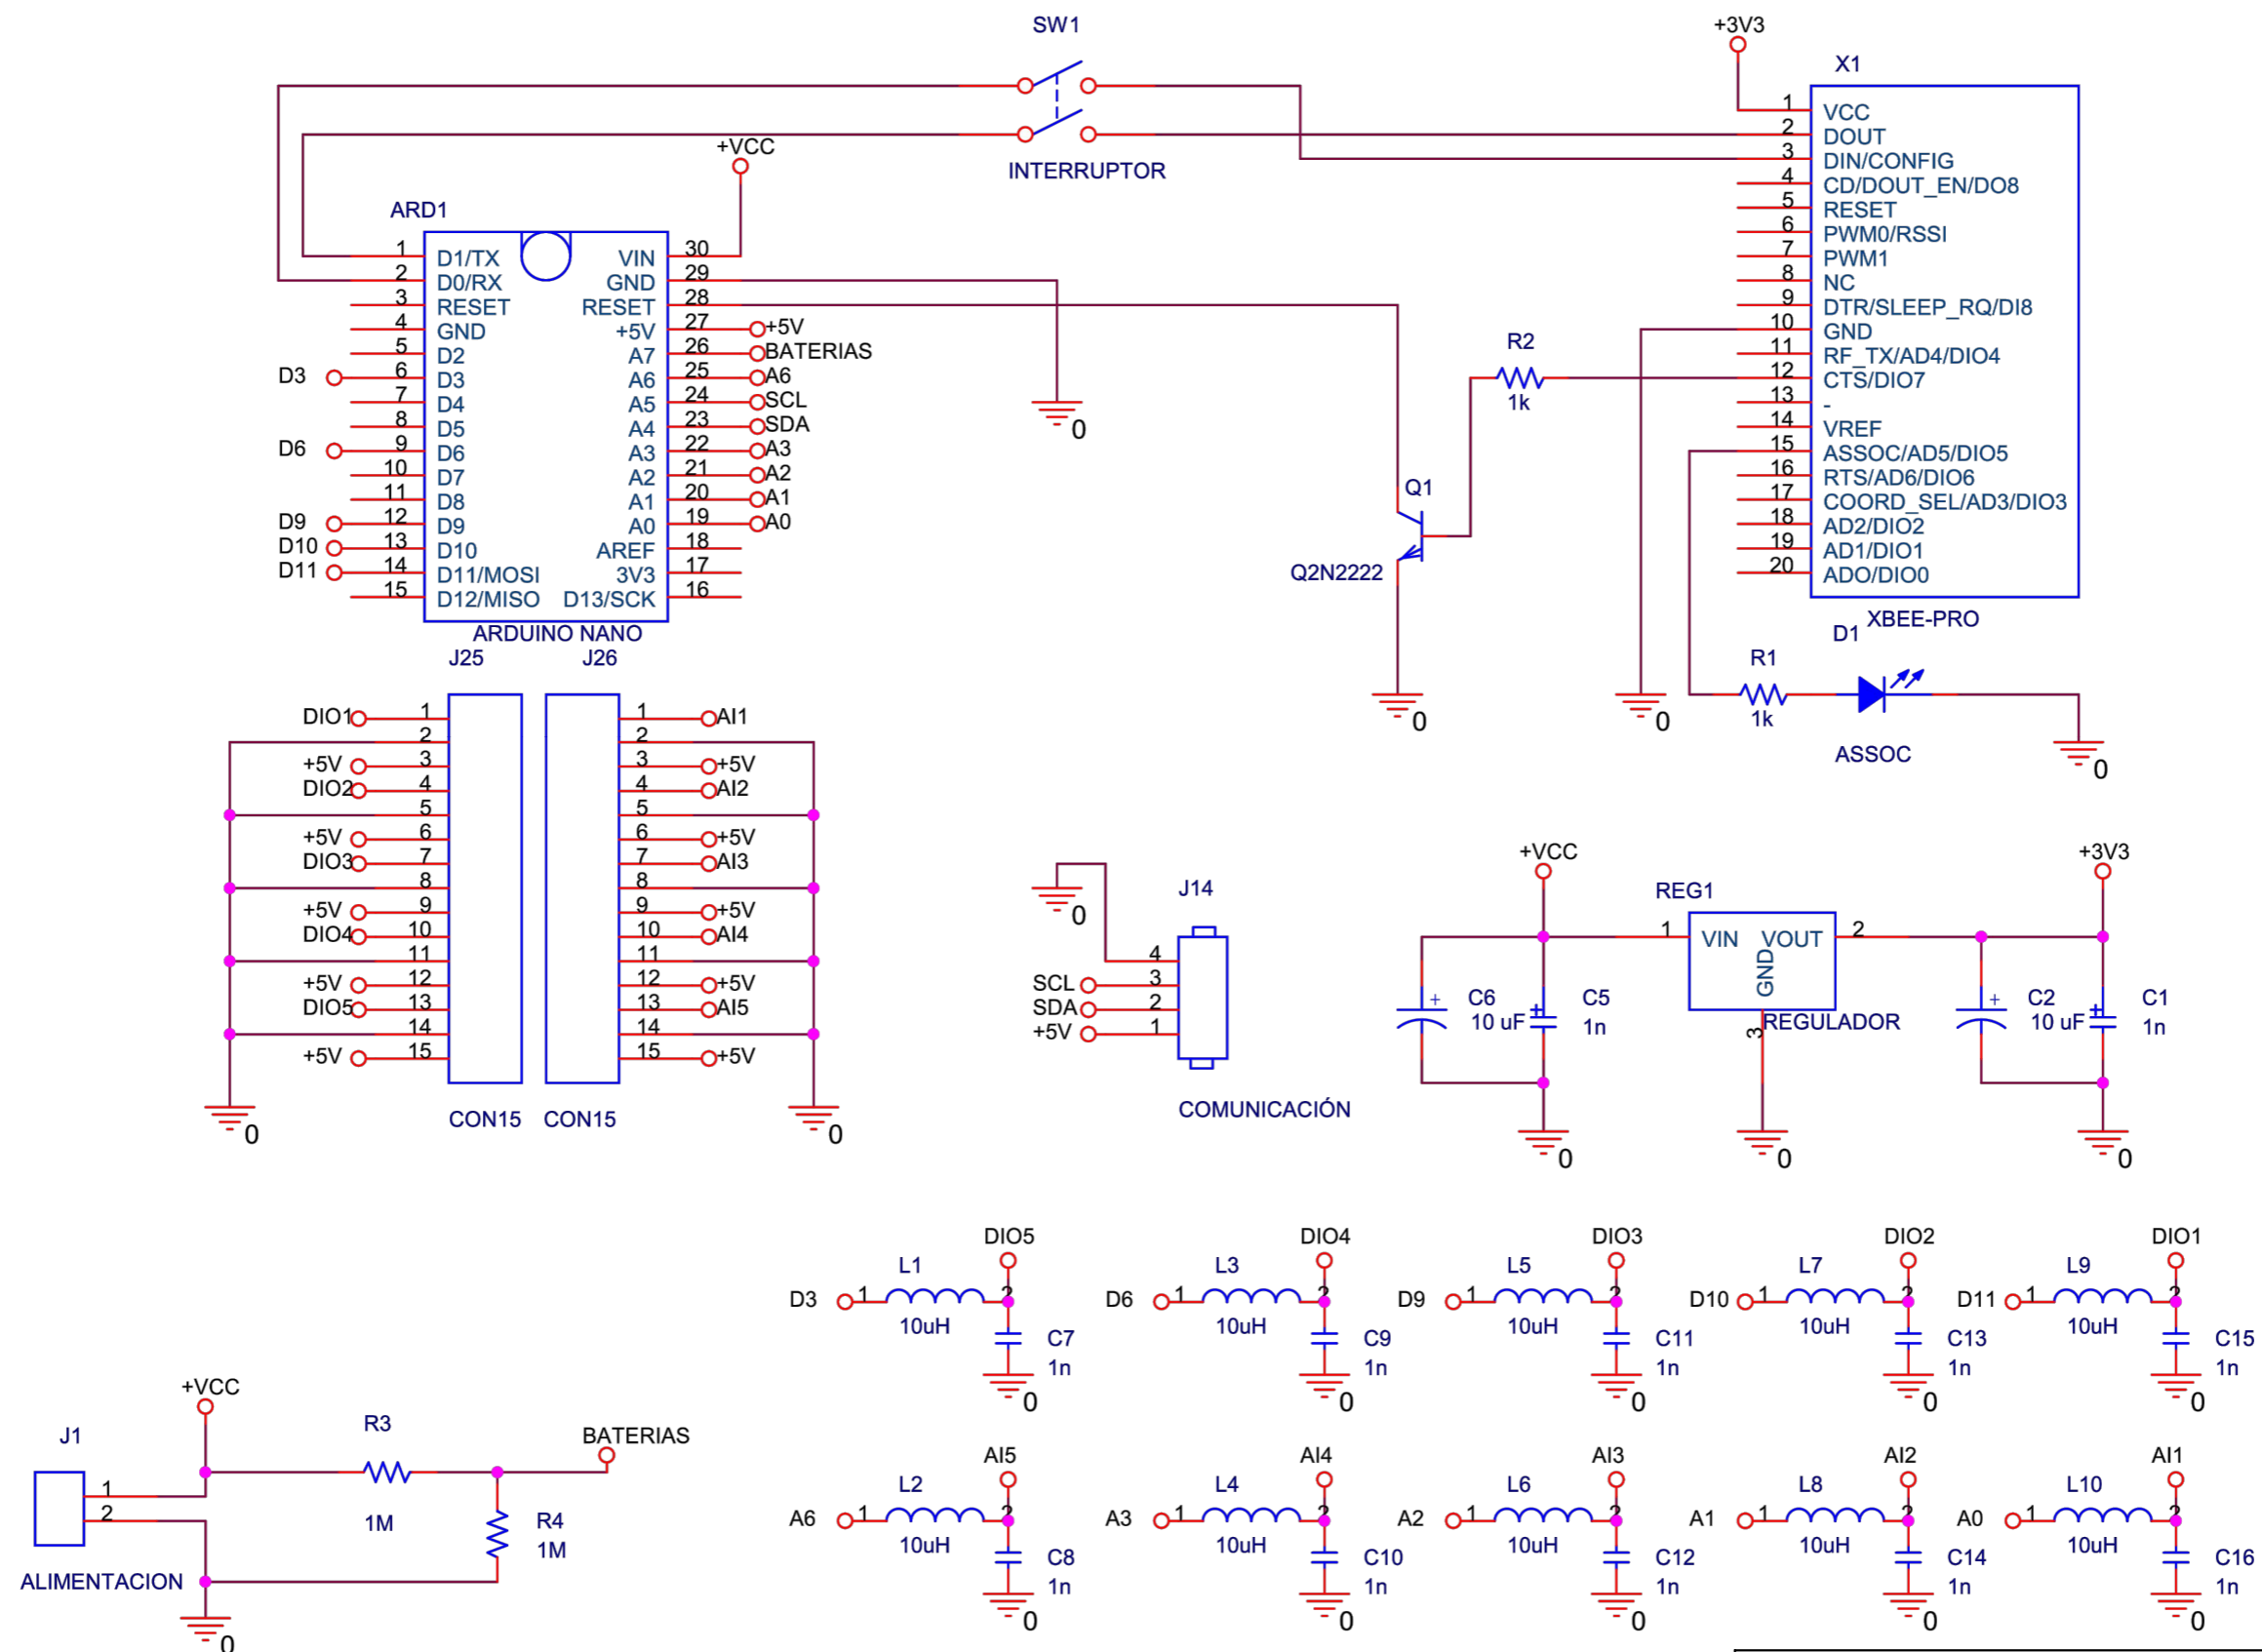 SW1
INTERRUPTOR
+3V3
X1
1 VCC
2 DOUT
3 DIN/CONFIG
4 CD/DOUT_EN/DO8
5 RESET
6 PWM0/RSSI
7 PWM1
8 NC
9 DTR/SLEEP_RQ/DI8
10 GND
11 RF_TX/AD4/DIO4
12 CTS/DIO7
13 -
14 VREF
15 ASSOC/AD5/DIO5
16 RTS/AD6/DIO6
17 COORD_SEL/AD3/DIO3
18 AD2/DIO2
19 AD1/DIO1
20 ADO/DIO0
XBEE-PRO
+VCC
ARD1
1 D1/TX VIN 30
2 D0/RX GND 29
3 RESET RESET 28
4 GND +5V 27 +5V
5 D2 A7 26 BATERIAS
D3 6 D3 A6 25 A6
7 D4 A5 24 SCL
8 D5 A4 23 SDA
D6 9 D6 A3 22 A3
10 D7 A2 21 A2
11 D8 A1 20 A1
D9 12 D9 A0 19 A0
D10 13 D10 AREF 18
D11 14 D11/MOSI 3V3 17
15 D12/MISO D13/SCK 16
ARDUINO NANO
0
R2
1k
Q1
Q2N2222
0
0
D1
R1
1k
ASSOC
0
J25 J26
DIO1 1 1 AI1
2 2
+5V 3 3 +5V
DIO2 4 4 AI2
5 5
+5V 6 6 +5V
DIO3 7 7 AI3
8 8
+5V 9 9 +5V
DIO4 10 10 AI4
11 11
+5V 12 12 +5V
DIO5 13 13 AI5
14 14
+5V 15 15 +5V
0 0
CON15 CON15
0
J14
4
SCL 3
SDA 2
+5V 1
COMUNICACIÓN
+VCC
REG1
+3V3
1 VIN VOUT 2
GND
3
REGULADOR
+ C6
10 uF
+ C5
1n
+ C2
10 uF
+ C1
1n
0 0 0
DIO5
L1
D3 1 2
10uH
C7
1n
0
DIO4
L3
D6 1 2
10uH
C9
1n
0
DIO3
L5
D9 1 2
10uH
C11
1n
0
DIO2
L7
D10 1 2
10uH
C13
1n
0
DIO1
L9
D11 1 2
10uH
C15
1n
0
+VCC
J1
R3
BATERIAS
1
2
1M
R4
1M
ALIMENTACION
0
AI5
L2
A6 1 2
10uH
C8
1n
0
AI4
L4
A3 1 2
10uH
C10
1n
0
AI3
L6
A2 1 2
10uH
C12
1n
0
AI2
L8
A1 1 2
10uH
C14
1n
0
AI1
L10
A0 1 2
10uH
C16
1n
0